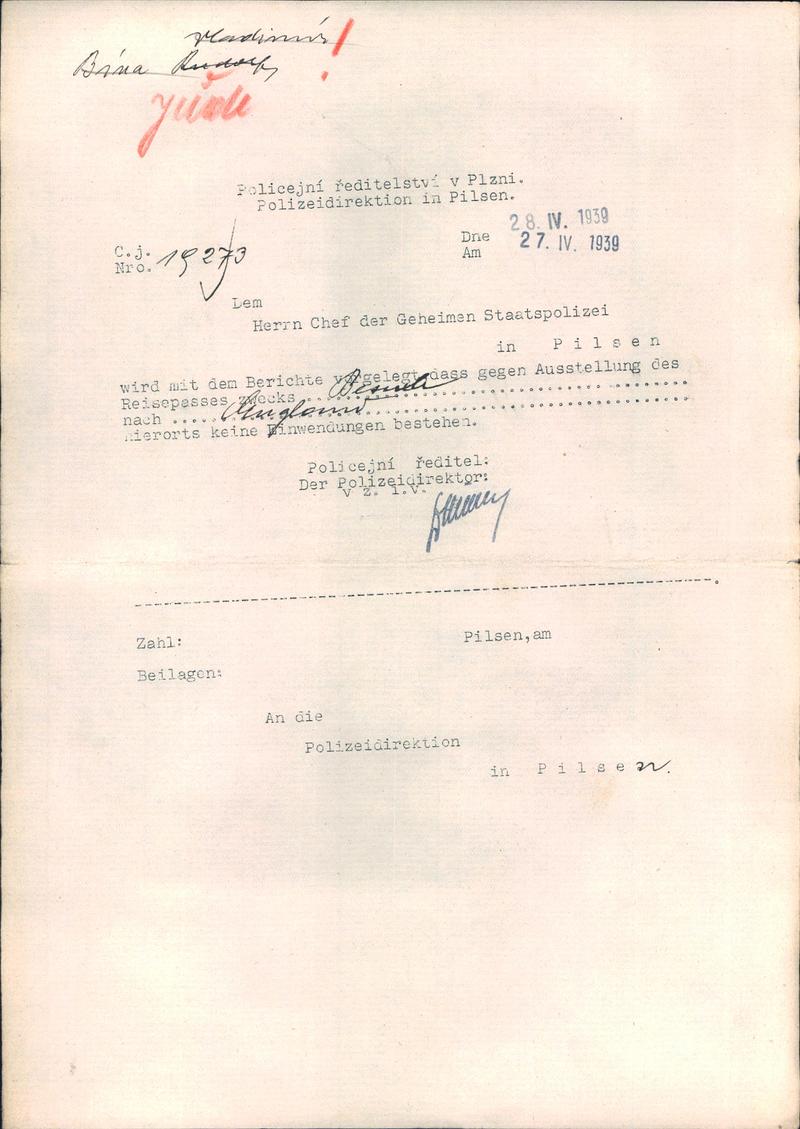 Vladimír !
Bína Rudolf
Jude
Policejní ředitelství v Plzni.
Polizeidirektion in Pilsen.
28. IV. 1939
Č.j. Dne 27. IV. 1939
Nro. 19273 Am
Dem
Herrn Chef der Geheimen Staatspolizei
in Pilsen
wird mit dem Berichte vorgelegt, dass gegen Ausstellung des
Reisepasses zwecks Besuch
nach England
hierorts keine Einwendungen bestehen.
Policejní ředitel:
Der Polizeidirektor:
v z. i.V.
Zahl: Pilsen, am
Beilagen:
An die
Polizeidirektion
in Pilsen.